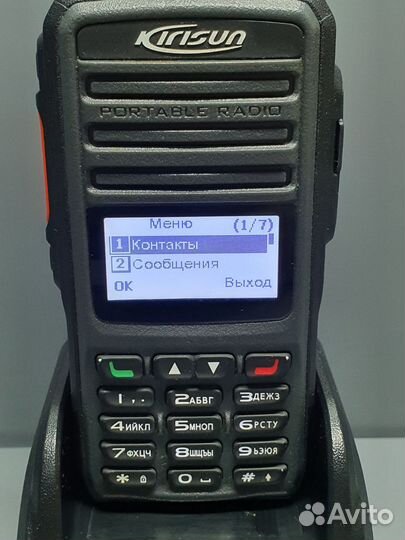 KIRISUN
PORTABLE RADIO
Меню (1/7)
1 Контакты
2 Сообщения
OK Выход
1 , . 2АБВГ 3ДЕЖЗ
4ИЙКЛ 5МНОП 6РСТУ
7ФХЦЧ 8ШЩЪЫ 9ЬЭЮЯ
* 0 #
Avito